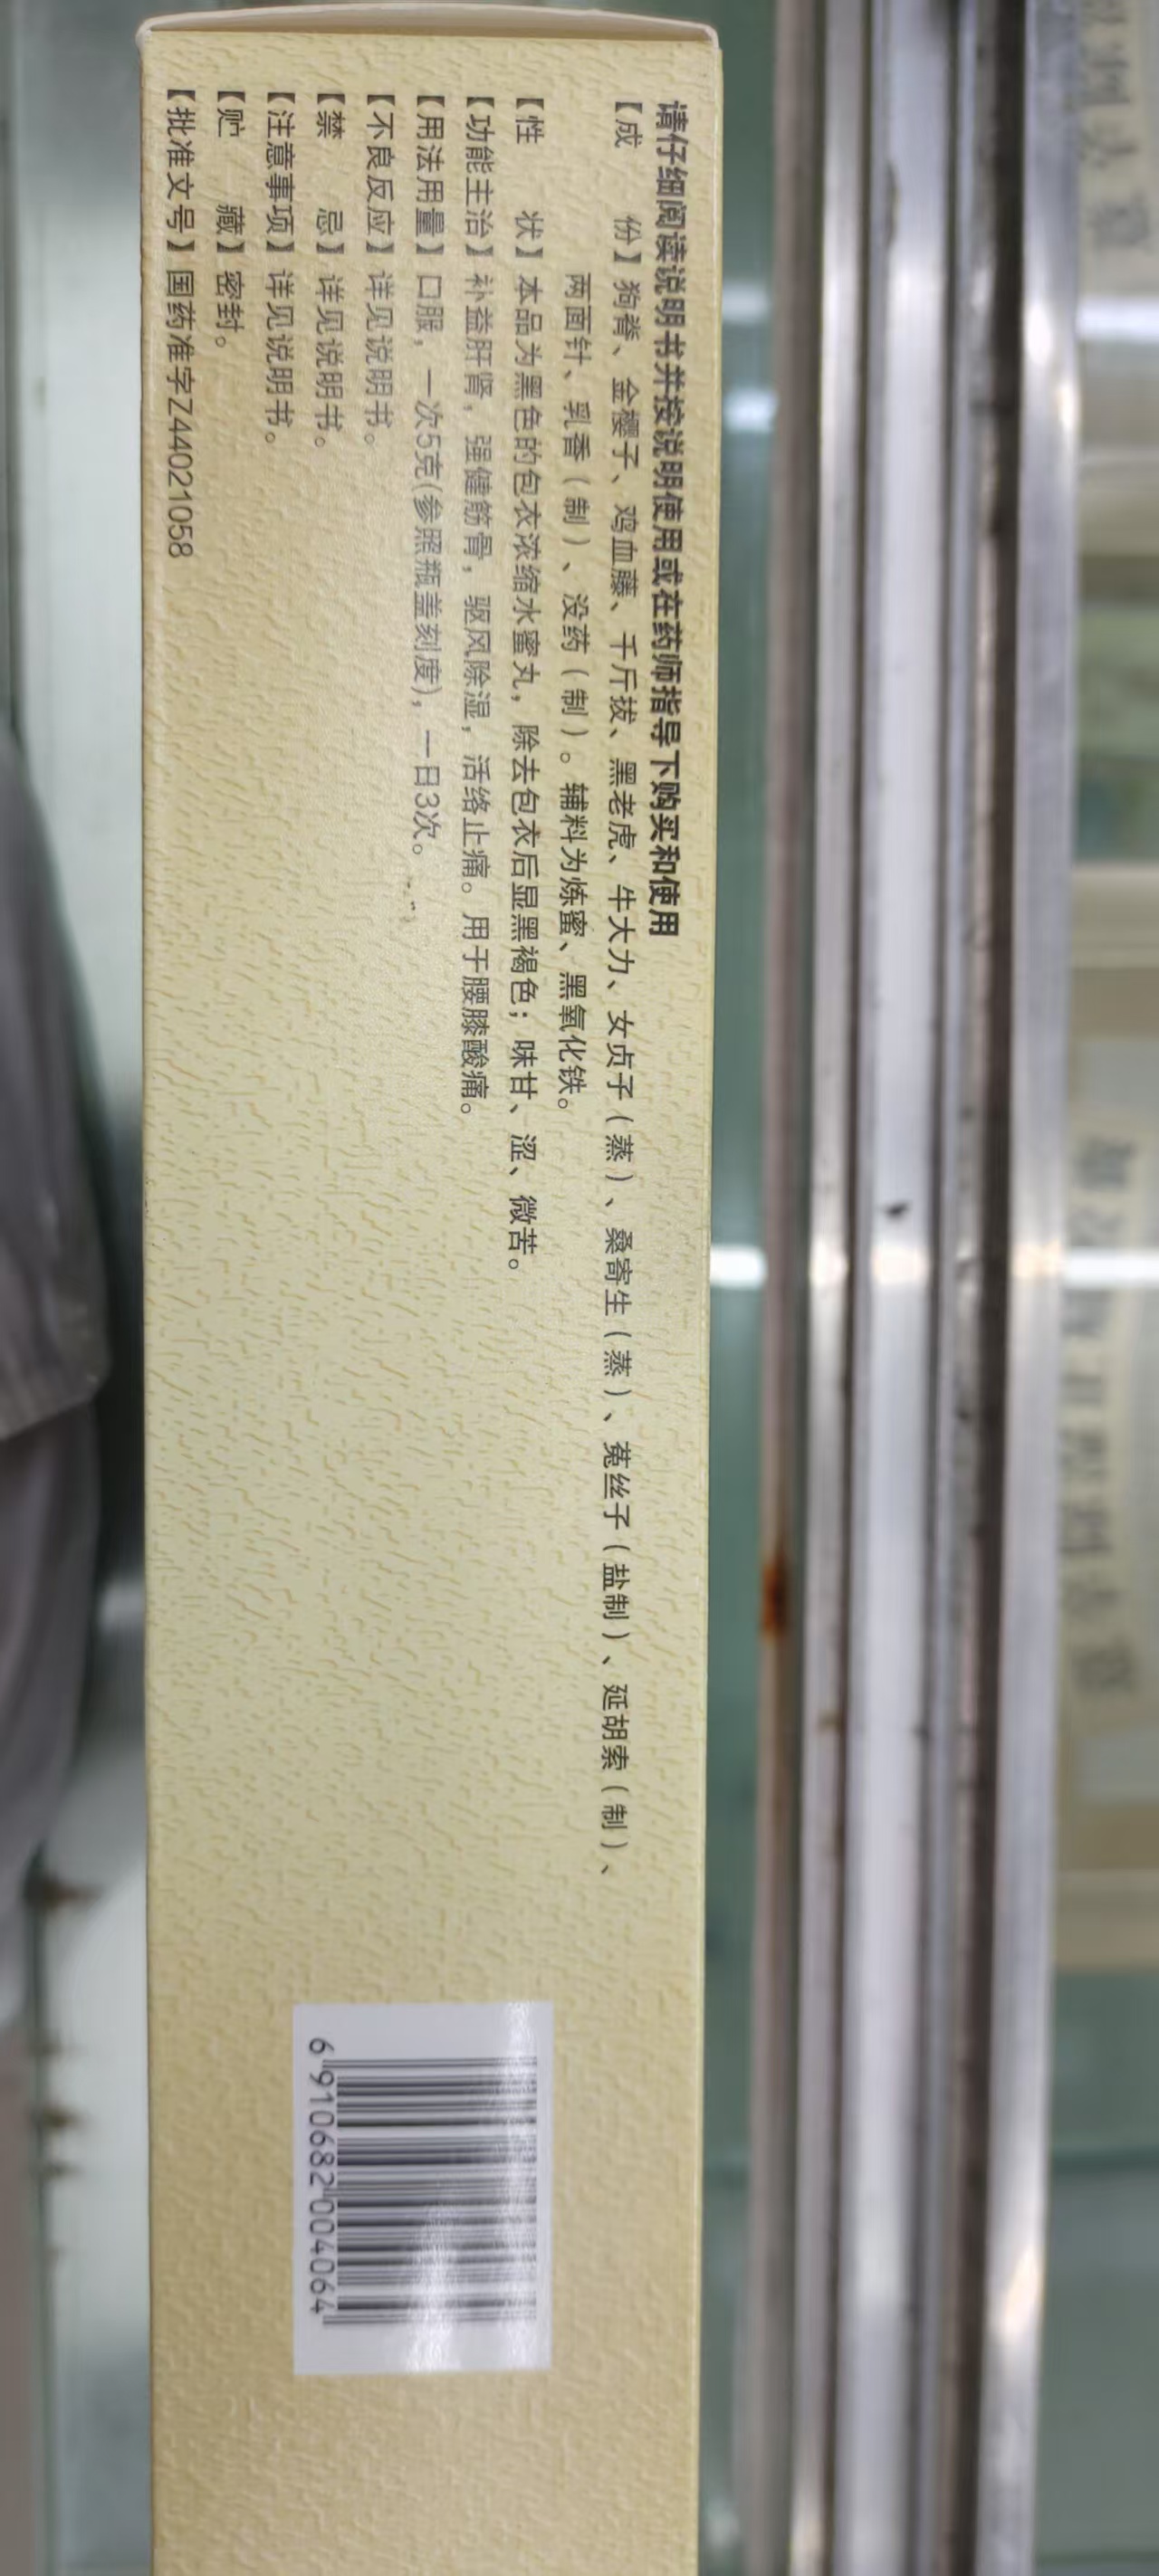 请仔细阅读说明书并按说明使用或在药师指导下购买和使用
【成　　份】狗脊、金樱子、鸡血藤、千斤拔、黑老虎、牛大力、女贞子（蒸）、桑寄生（蒸）、菟丝子（盐制）、延胡索（制）、
两面针、乳香（制）、没药（制）。辅料为炼蜜、黑氧化铁。
【性　　状】本品为黑色的包衣浓缩水蜜丸，除去包衣后显黑褐色；味甘、涩、微苦。
【功能主治】补益肝肾，强健筋骨，驱风除湿，活络止痛。用于腰膝酸痛。
【用法用量】口服，一次5克(参照瓶盖刻度)，一日3次。
【不良反应】详见说明书。
【禁　　忌】详见说明书。
【注意事项】详见说明书。
【贮　　藏】密封。
【批准文号】国药准字Z44021058
6 910682 004064